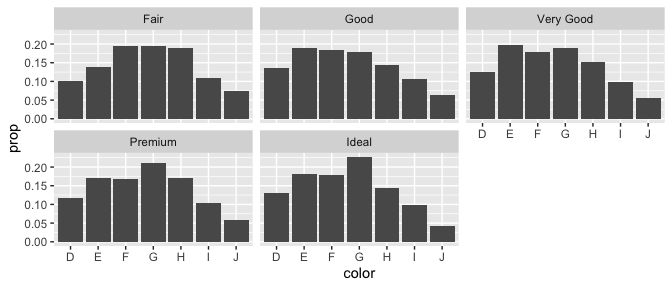 Fair Good Very Good
0.20
0.15
0.10
0.05
0.00
D E F G H I J
Premium Ideal
0.20
0.15
0.10
0.05
0.00
D E F G H I J D E F G H I J
prop
color